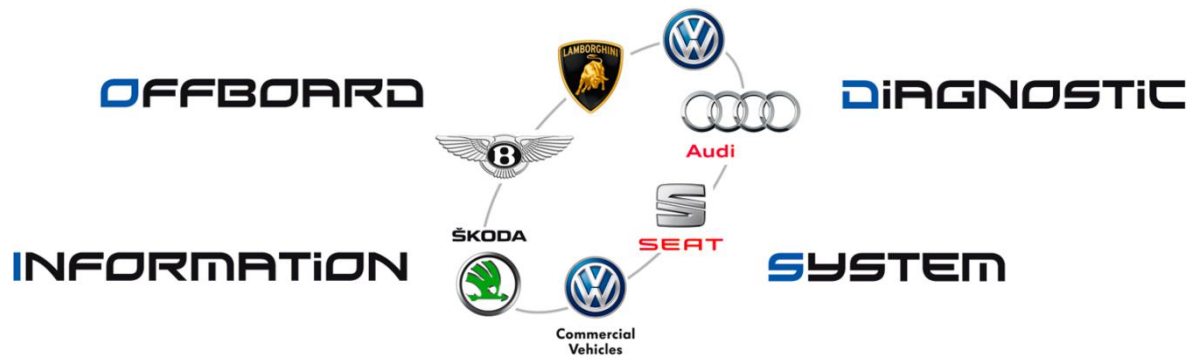 OFFBOARD
DiAGNOSTiC
iNFORMATiON
SYSTEM
LAMBORGHINI
B
Audi
SEAT
ŠKODA
Commercial
Vehicles